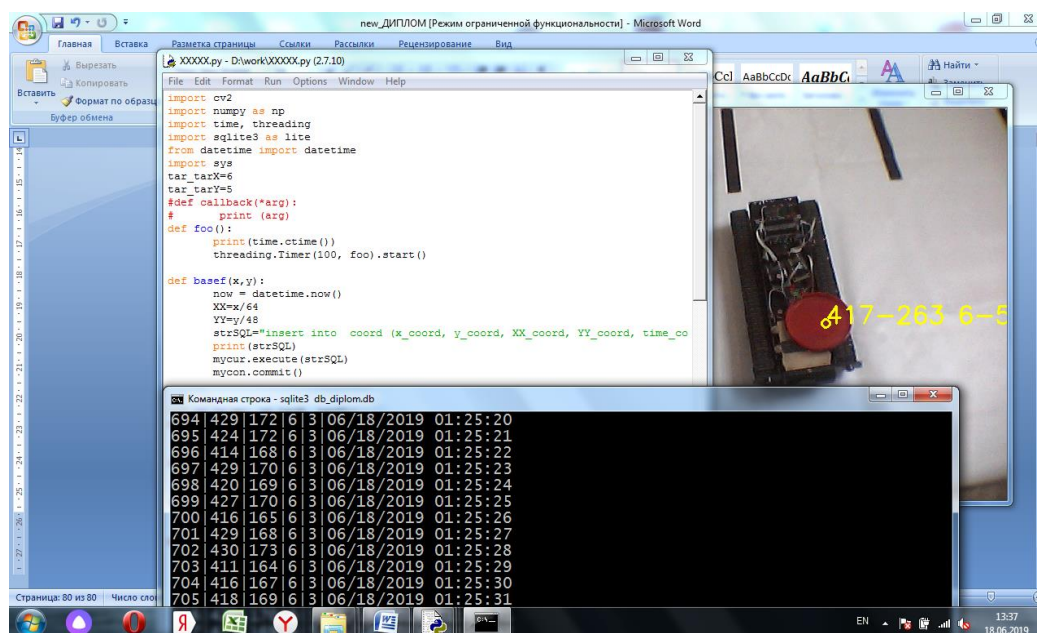 new_ДИПЛОМ [Режим ограниченной функциональности] - Microsoft Word
Главная Вставка Разметка страницы Ссылки Рассылки Рецензирование Вид
Вырезать
Копировать
Вставить
Формат по образц
Буфер обмена
AaBbCcDc AaBbC
Найти
XXXXX.py - D:\work\XXXXX.py (2.7.10)
File Edit Format Run Options Window Help
import cv2
import numpy as np
import time, threading
import sqlite3 as lite
from datetime import datetime
import sys
tar_tarX=6
tar_tarY=5
#def callback(*arg):
# print (arg)
def foo():
print(time.ctime())
threading.Timer(100, foo).start()
def basef(x,y):
now = datetime.now()
XX=x/64
YY=y/48
strSQL="insert into coord (x_coord, y_coord, XX_coord, YY_coord, time_co
print(strSQL)
mycur.execute(strSQL)
mycon.commit()
417-263 6-5
Командная строка - sqlite3 db_diplom.db
694|429|172|6|3|06/18/2019 01:25:20
695|424|172|6|3|06/18/2019 01:25:21
696|414|168|6|3|06/18/2019 01:25:22
697|429|170|6|3|06/18/2019 01:25:23
698|420|169|6|3|06/18/2019 01:25:24
699|427|170|6|3|06/18/2019 01:25:25
700|416|165|6|3|06/18/2019 01:25:26
701|429|168|6|3|06/18/2019 01:25:27
702|430|173|6|3|06/18/2019 01:25:28
703|411|164|6|3|06/18/2019 01:25:29
704|416|167|6|3|06/18/2019 01:25:30
705|418|169|6|3|06/18/2019 01:25:31
Страница: 80 из 80 Число сло
EN
13:37
18.06.2019